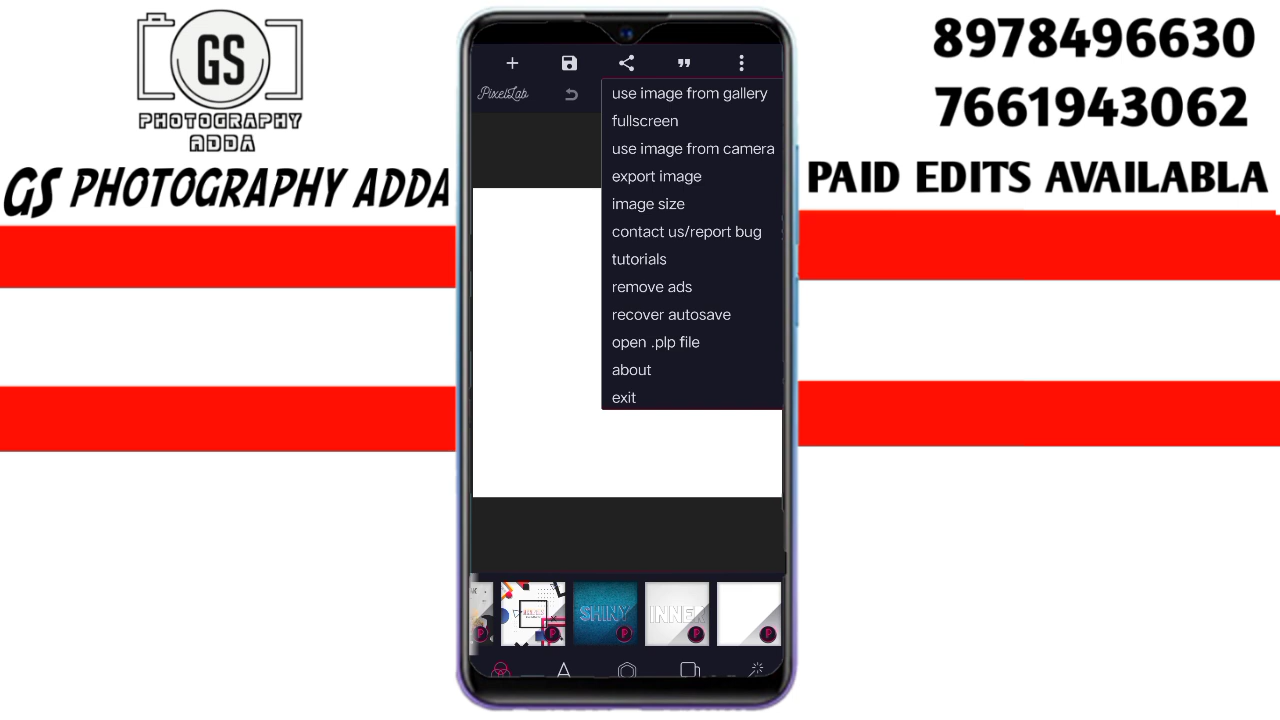 GS
PHOTOGRAPHY
ADDA
GS PHOTOGRAPHY ADDA
8978496630
7661943062
PAID EDITS AVAILABLA
PixelLab
use image from gallery
fullscreen
use image from camera
export image
image size
contact us/report bug
tutorials
remove ads
recover autosave
open .plp file
about
exit
SHINY
INNER